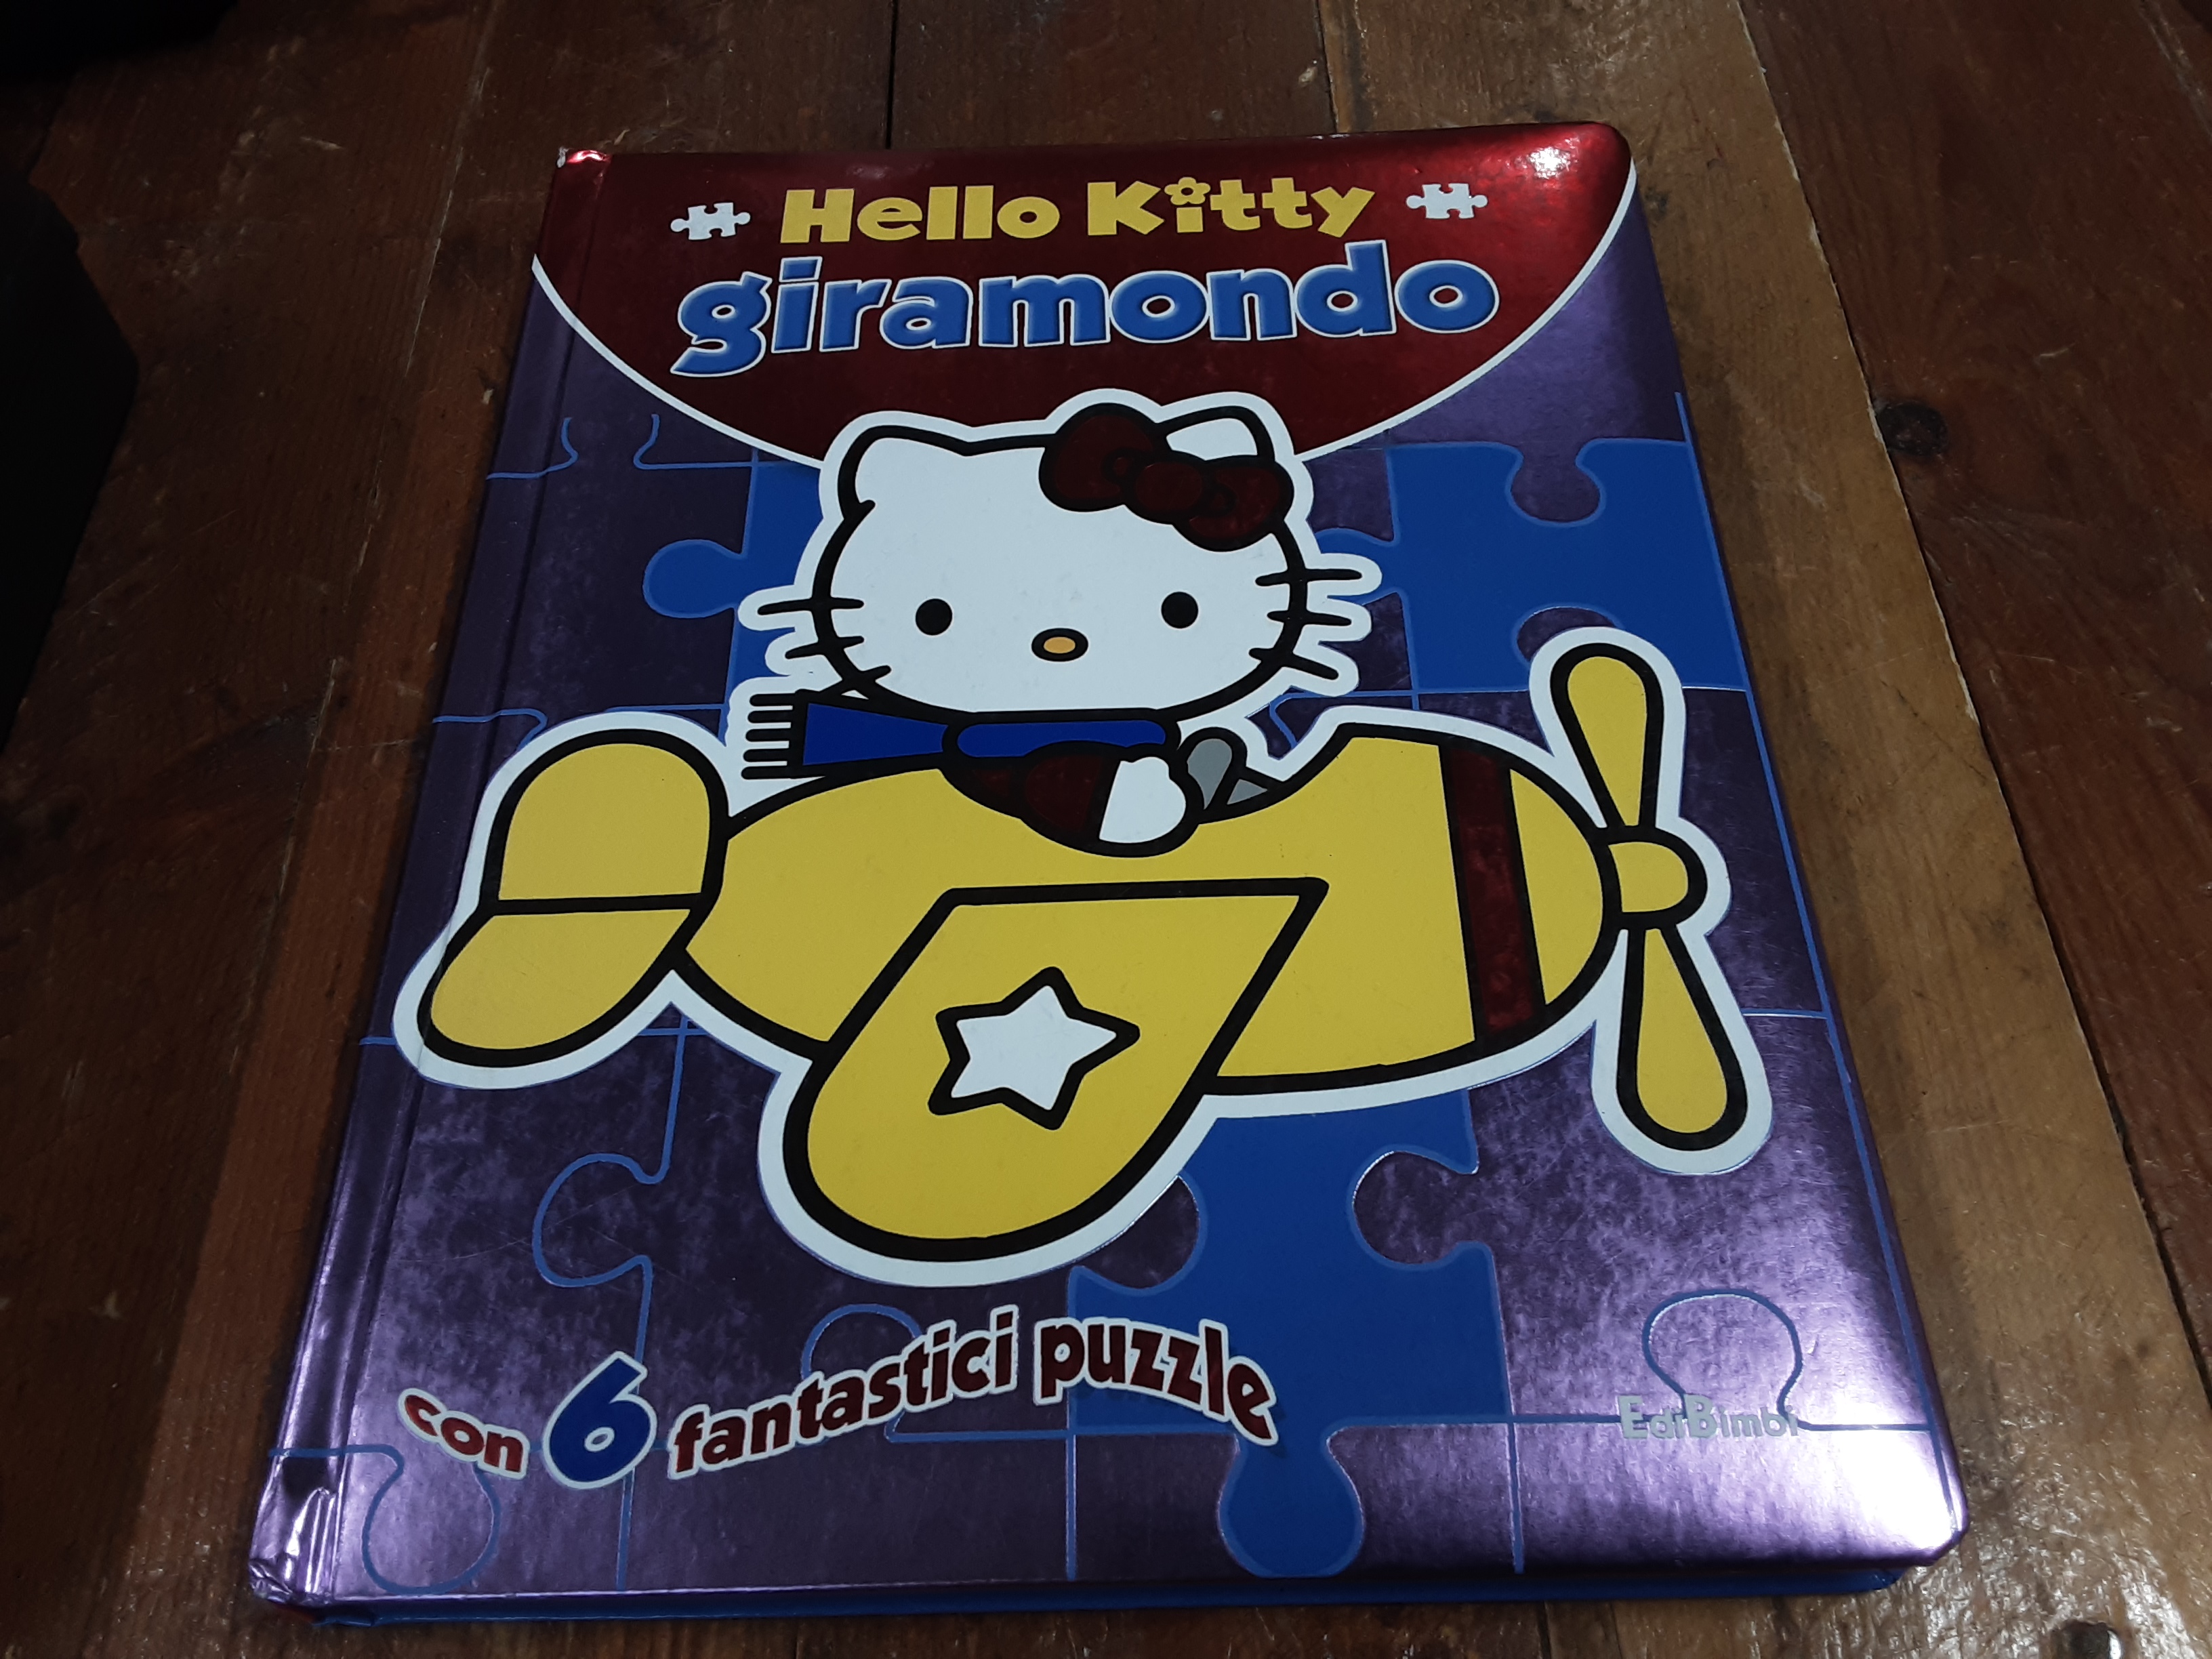 Hello Kitty
giramondo
con 6 fantastici puzzle
EdiBimbi